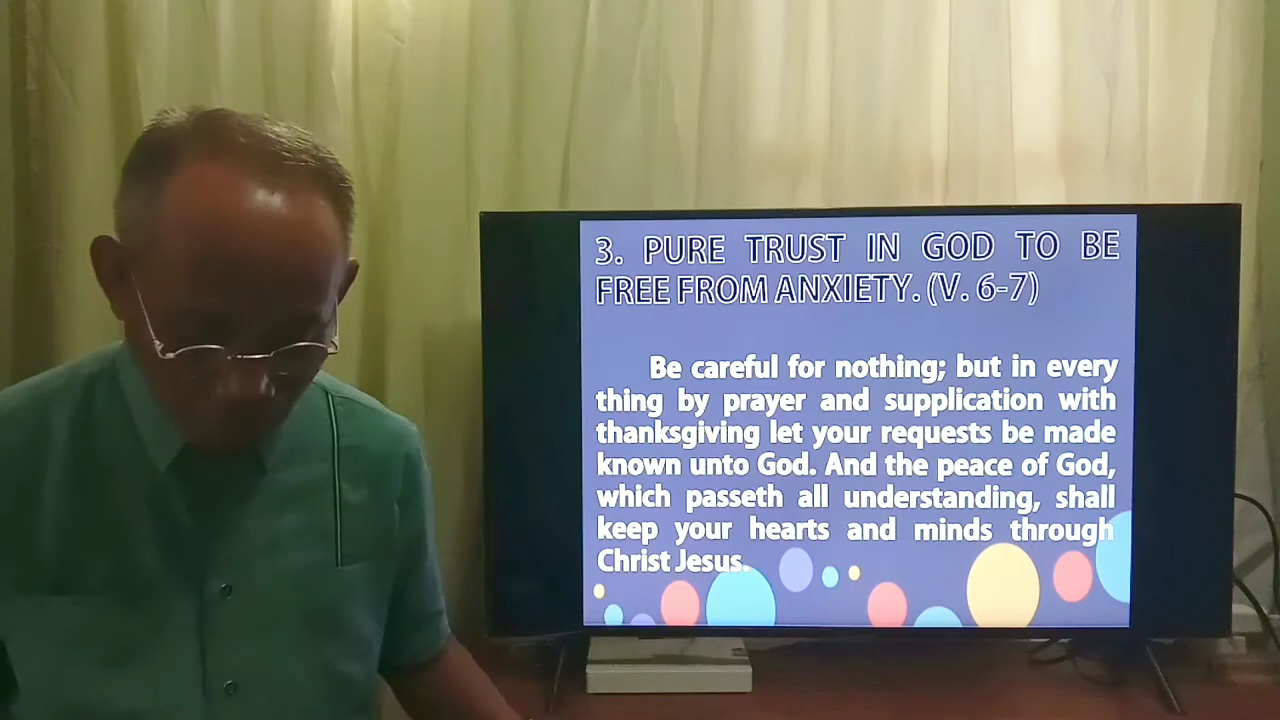 3. PURE TRUST IN GOD TO BE
FREE FROM ANXIETY. (V. 6-7)
Be careful for nothing; but in every
thing by prayer and supplication with
thanksgiving let your requests be made
known unto God. And the peace of God,
which passeth all understanding, shall
keep your hearts and minds through
Christ Jesus.